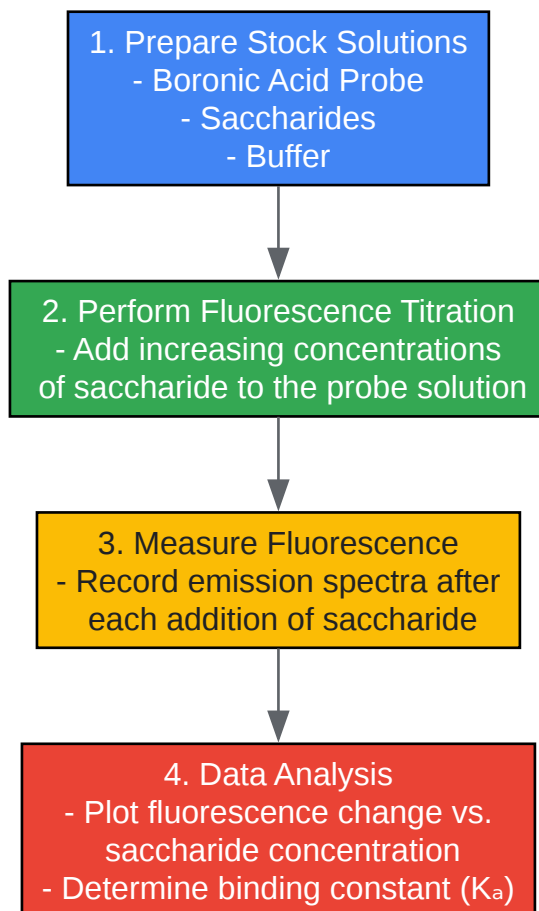 1. Prepare Stock Solutions
- Boronic Acid Probe
- Saccharides
- Buffer
2. Perform Fluorescence Titration
- Add increasing concentrations
of saccharide to the probe solution
3. Measure Fluorescence
- Record emission spectra after
each addition of saccharide
4. Data Analysis
- Plot fluorescence change vs.
saccharide concentration
- Determine binding constant (Kₐ)